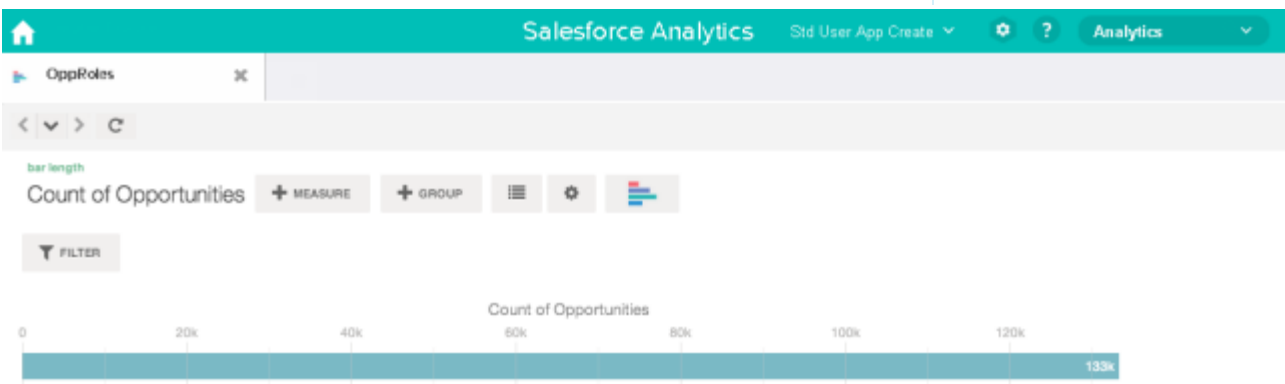 Salesforce Analytics Std User App Create ? Analytics
OppRoles
bar length
Count of Opportunities MEASURE GROUP
FILTER
Count of Opportunities
0 20k 40k 60k 80k 100k 120k
133k